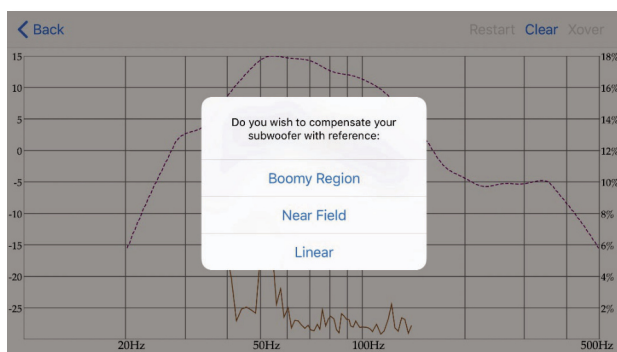 Back
Restart Clear Xover
15
10
5
0
-5
-10
-15
-20
-25
18%
16%
14%
12%
10%
8%
6%
4%
2%
Do you wish to compensate your
subwoofer with reference:
Boomy Region
Near Field
Linear
20Hz 50Hz 100Hz 500Hz